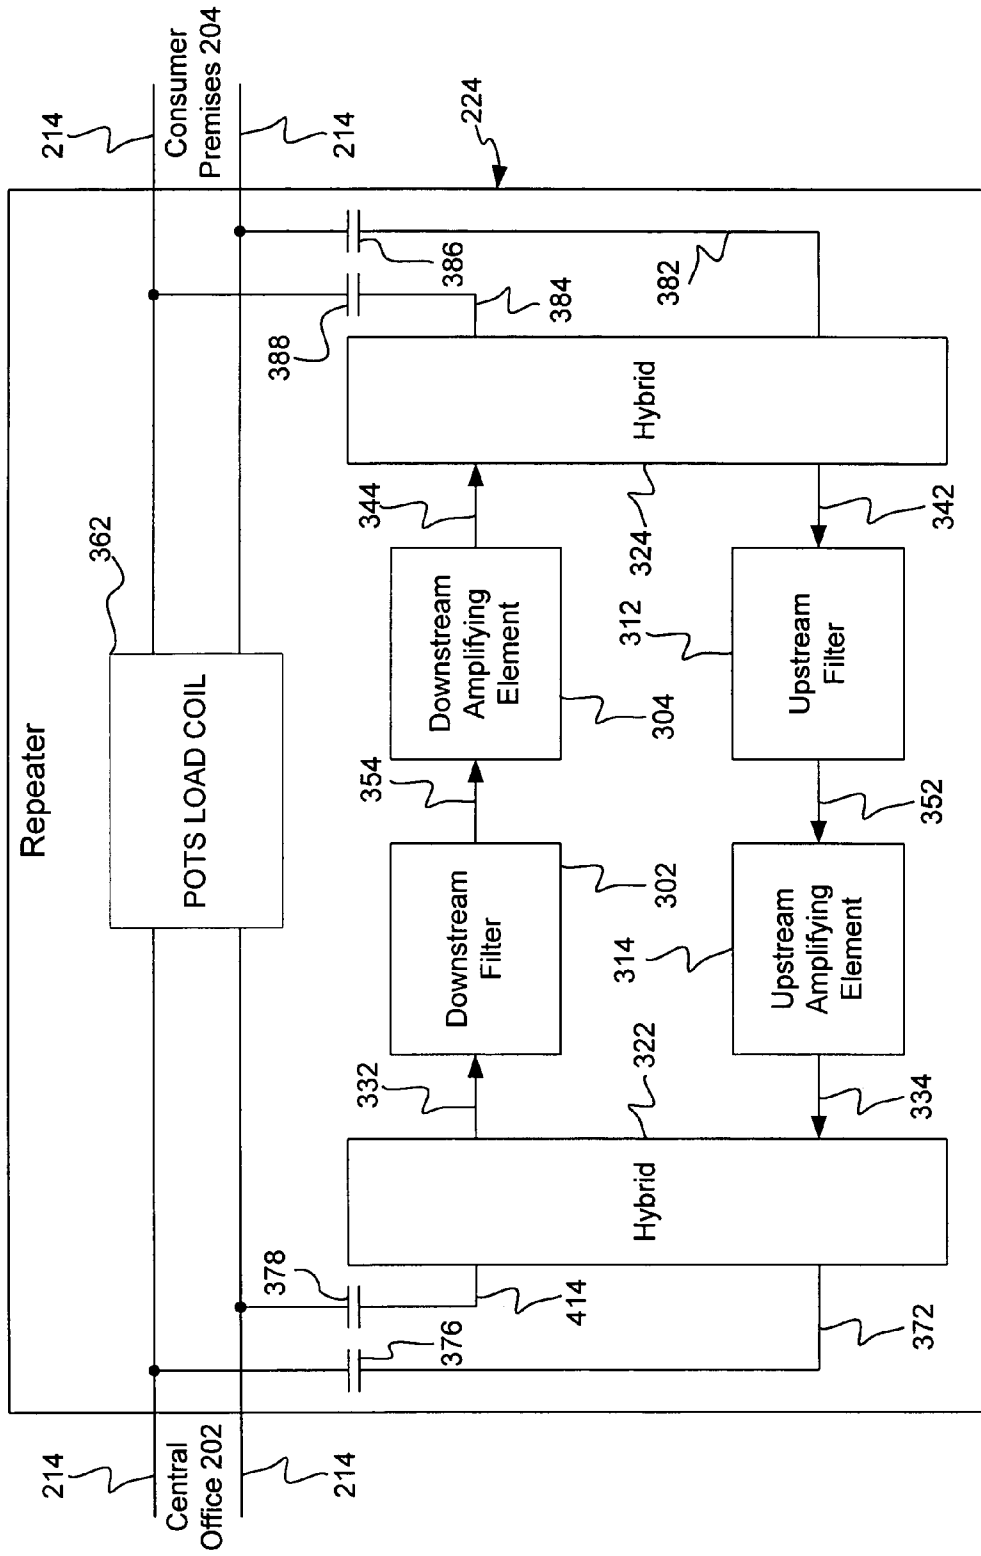 Repeater
214
214
Central
Office 202
362
POTS LOAD COIL
214
214
Consumer
Premises 204
224
376
378
414
372
Hybrid
322
332
Downstream
Filter
302
354
Downstream
Amplifying
Element
304
344
Hybrid
324
388
386
384
382
334
314
Upstream
Amplifying
Element
352
312
Upstream
Filter
342